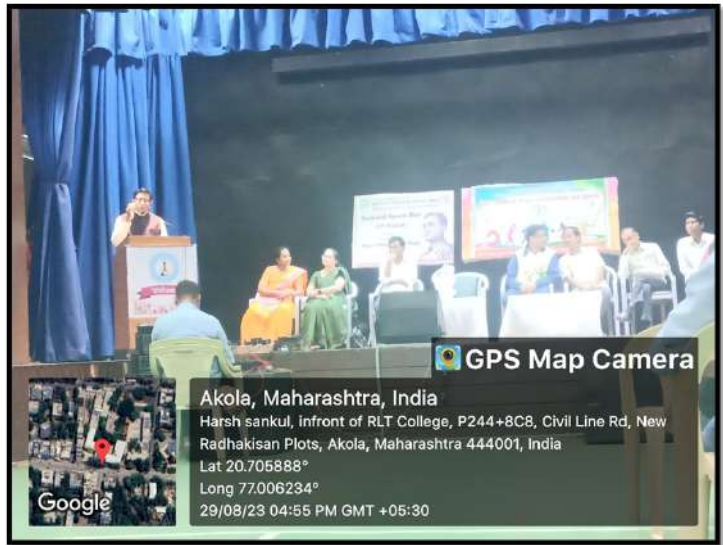 GPS Map Camera
Akola, Maharashtra, India
Harsh sankul, infront of RLT College, P244+8C8, Civil Line Rd, New
Radhakisan Plots, Akola, Maharashtra 444001, India
Lat 20.705888°
Long 77.006234°
29/08/23 04:55 PM GMT +05:30
Google